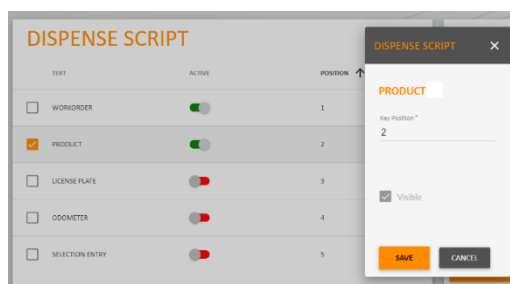 DISPENSE SCRIPT
TEXT ACTIVE POSITION
WORKORDER 1
PRODUCT 2
LICENSE PLATE 3
ODOMETER 4
SELECTION ENTRY 5
DISPENSE SCRIPT
PRODUCT
Key Position *
2
Visible
SAVE CANCEL